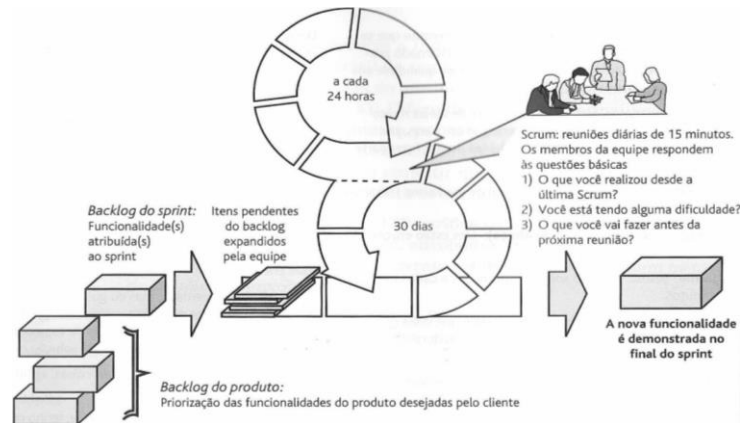 a cada
24 horas
Scrum: reuniões diárias de 15 minutos.
Os membros da equipe respondem
às questões básicas
1) O que você realizou desde a
última Scrum?
2) Você está tendo alguma dificuldade?
3) O que você vai fazer antes da
próxima reunião?
Backlog do sprint:
Funcionalidade(s)
atribuída(s)
ao sprint
Itens pendentes
do backlog
expandidos
pela equipe
30 dias
A nova funcionalidade
é demonstrada no
final do sprint
Backlog do produto:
Priorização das funcionalidades do produto desejadas pelo cliente